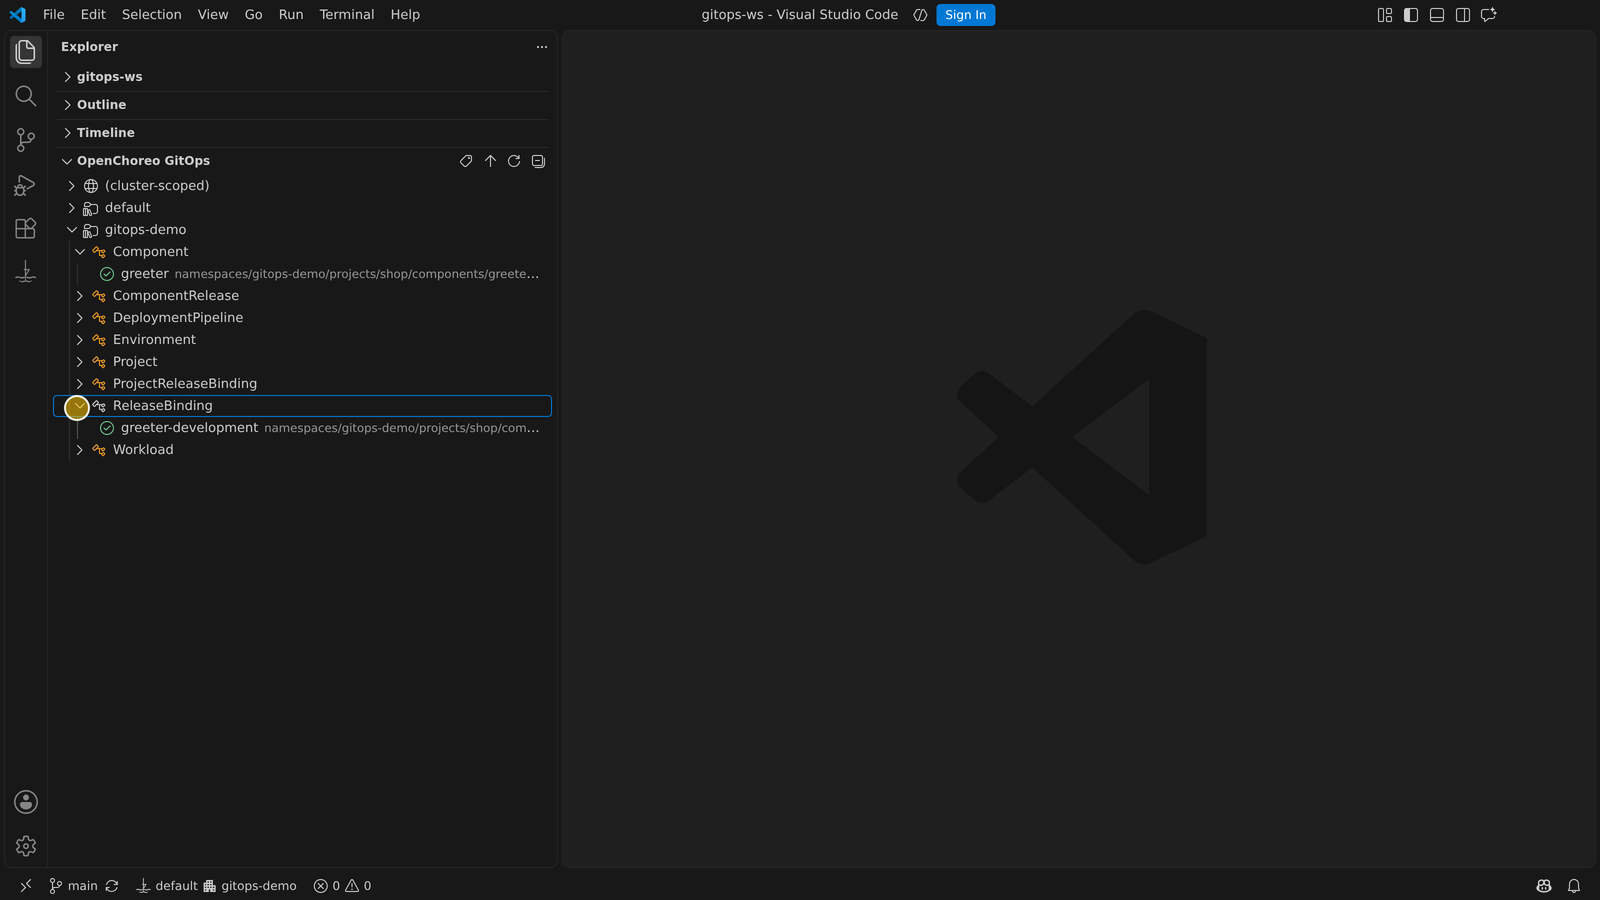 File Edit Selection View Go Run Terminal Help
gitops-ws - Visual Studio Code
Sign In
Explorer
gitops-ws
Outline
Timeline
OpenChoreo GitOps
(cluster-scoped)
default
gitops-demo
Component
greeter namespaces/gitops-demo/projects/shop/components/greete...
ComponentRelease
DeploymentPipeline
Environment
Project
ProjectReleaseBinding
ReleaseBinding
greeter-development namespaces/gitops-demo/projects/shop/com...
Workload
main default gitops-demo 0 0